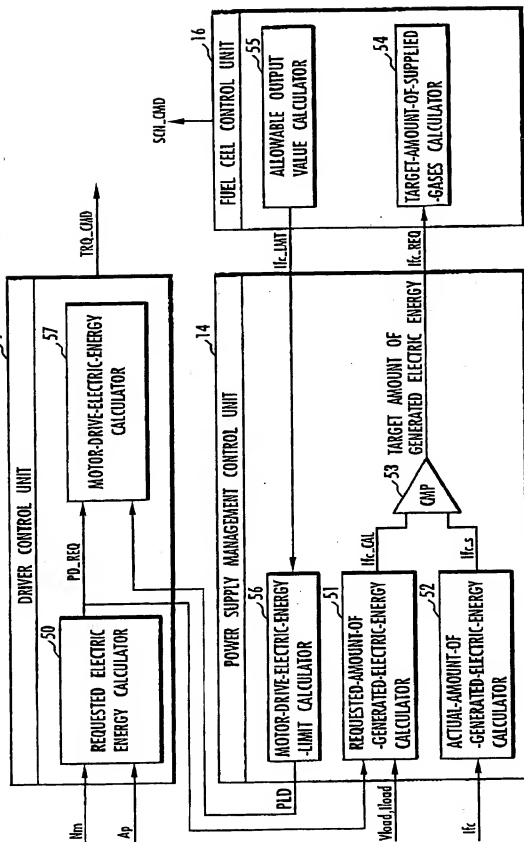 DRIVER CONTROL UNIT
50
REQUESTED ELECTRIC
ENERGY CALCULATOR
Nm
Ap
PD_REQ
57
MOTOR-DRIVE-ELECTRIC-ENERGY
CALCULATOR
TRQ_CMD
POWER SUPPLY MANAGEMENT CONTROL UNIT
14
56
MOTOR-DRIVE-ELECTRIC-ENERGY
-LIMIT CALCULATOR
PLD
51
REQUESTED-AMOUNT-OF
-GENERATED-ELECTRIC-ENERGY
CALCULATOR
Vload,Iload
52
ACTUAL-AMOUNT-OF
-GENERATED-ELECTRIC-ENERGY
CALCULATOR
Ifc
Ifc_CAL
Ifc_s
53
CMP
TARGET AMOUNT OF
GENERATED ELECTRIC ENERGY
Ifc_LMT
Ifc_REQ
SCN_CMD
FUEL CELL CONTROL UNIT
16
55
ALLOWABLE OUTPUT
VALUE CALCULATOR
54
TARGET-AMOUNT-OF-SUPPLIED
-GASES CALCULATOR